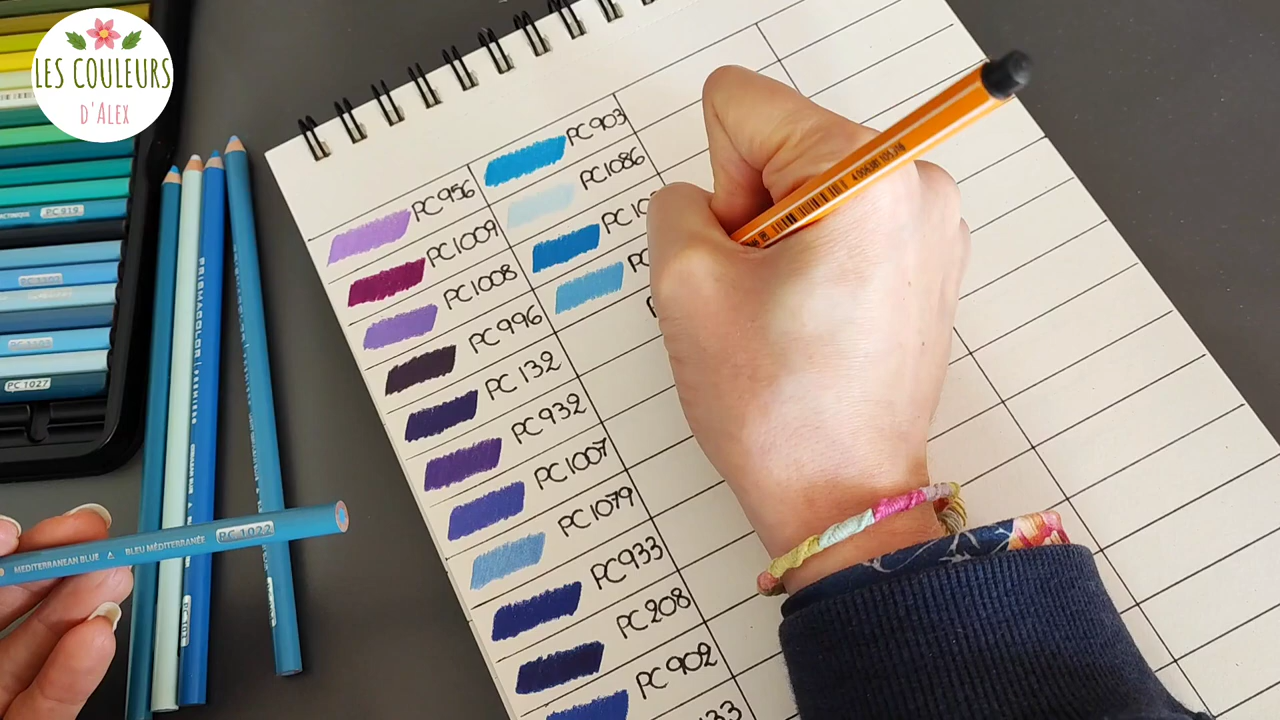 LES COULEURS
d'ALEX
PC 919
PC 1027
PRISMACOLOR PREMIER
MEDITERRANEAN BLUE BLEU MÉDITERRANÉE PC 1022
PC 956
PC 1009
PC 1008
PC 996
PC 132
PC 932
PC 1007
PC 1079
PC 933
PC 208
PC 902
PC 903
PC 1086